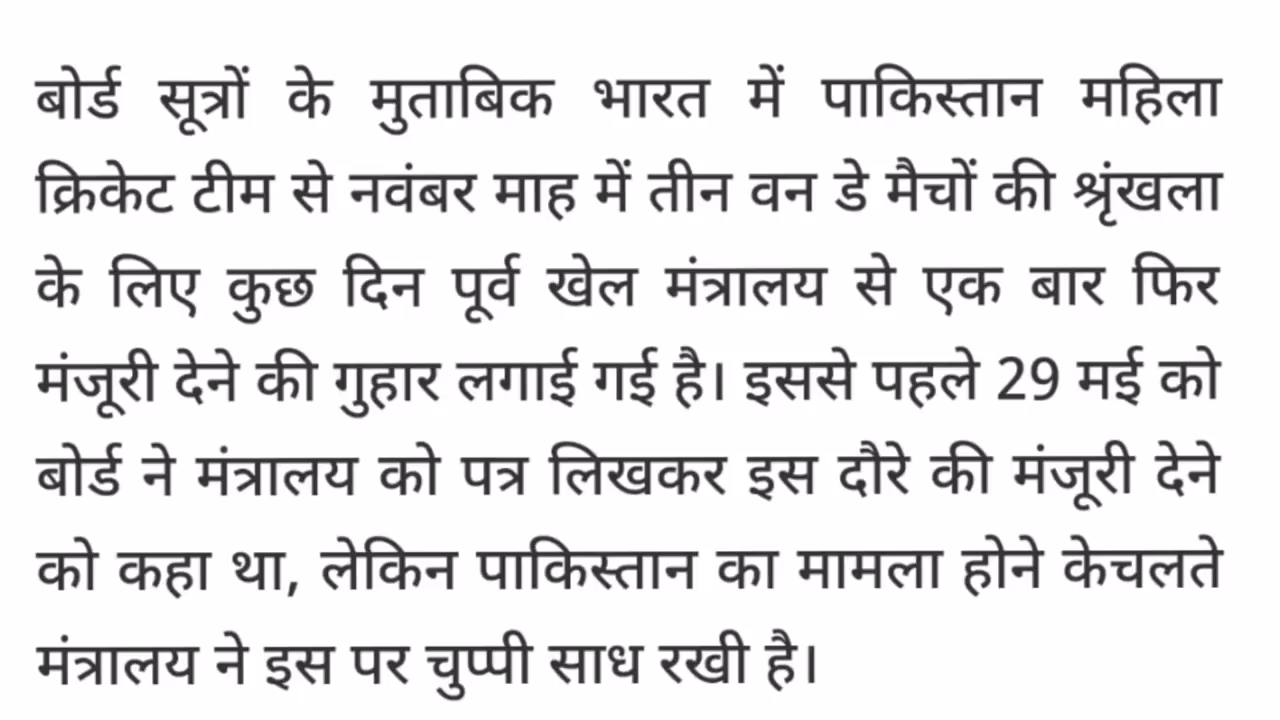 बोर्ड सूत्रों के मुताबिक भारत में पाकिस्तान महिला
क्रिकेट टीम से नवंबर माह में तीन वन डे मैचों की श्रृंखला
के लिए कुछ दिन पूर्व खेल मंत्रालय से एक बार फिर
मंजूरी देने की गुहार लगाई गई है। इससे पहले 29 मई को
बोर्ड ने मंत्रालय को पत्र लिखकर इस दौरे की मंजूरी देने
को कहा था, लेकिन पाकिस्तान का मामला होने केचलते
मंत्रालय ने इस पर चुप्पी साध रखी है।